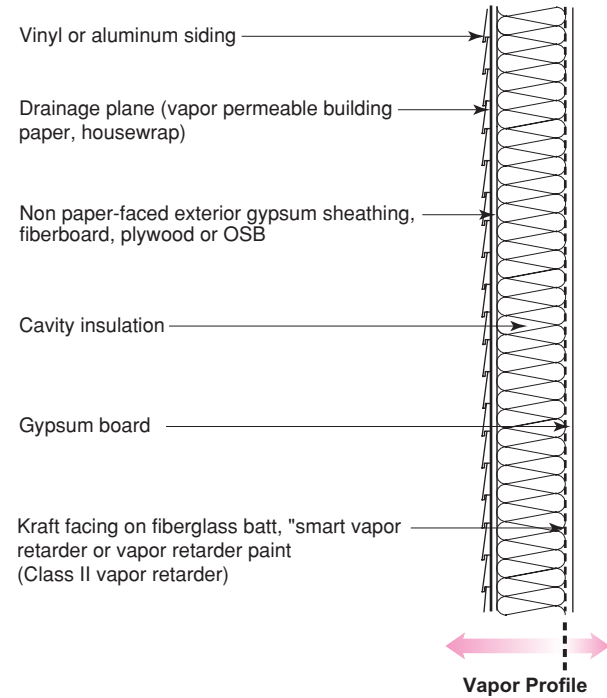 Vinyl or aluminum siding
Drainage plane (vapor permeable building
paper, housewrap)
Non paper-faced exterior gypsum sheathing,
fiberboard, plywood or OSB
Cavity insulation
Gypsum board
Kraft facing on fiberglass batt, "smart vapor
retarder or vapor retarder paint
(Class II vapor retarder)
Vapor Profile